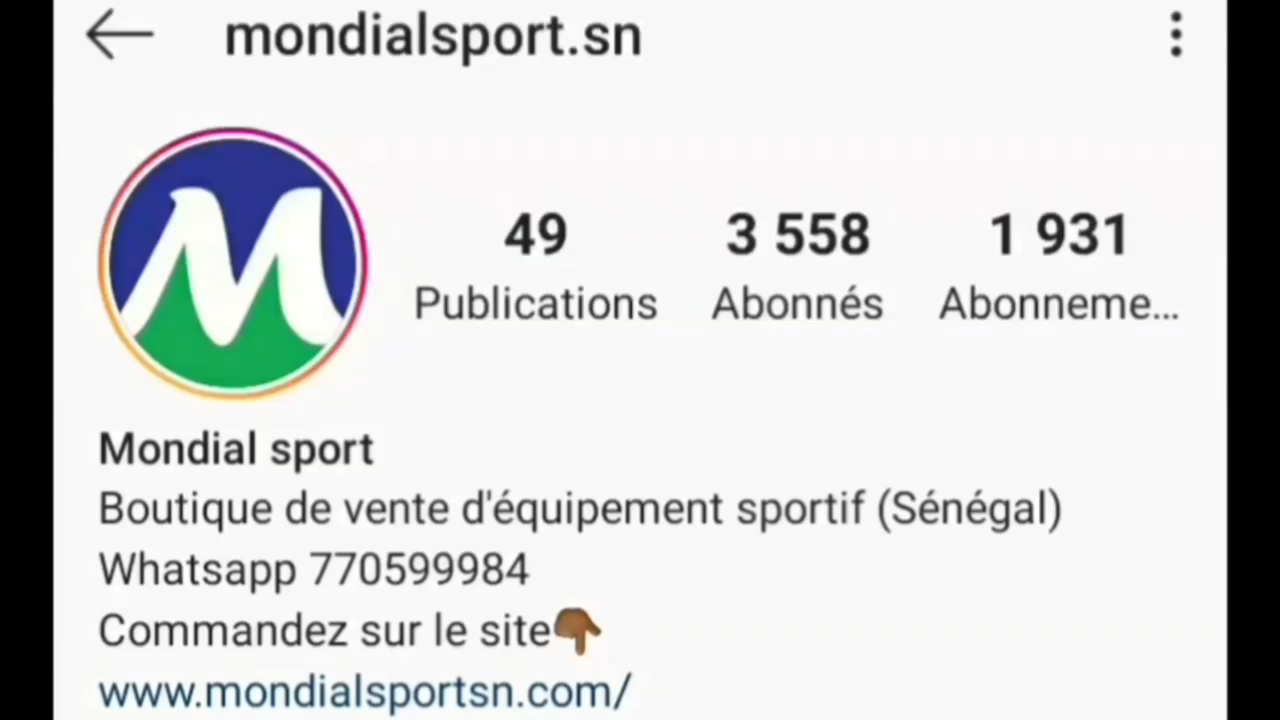 mondialsport.sn
M
49 3 558 1 931
Publications Abonnés Abonneme...
Mondial sport
Boutique de vente d'équipement sportif (Sénégal)
Whatsapp 770599984
Commandez sur le site👇🏾
www.mondialsportsn.com/